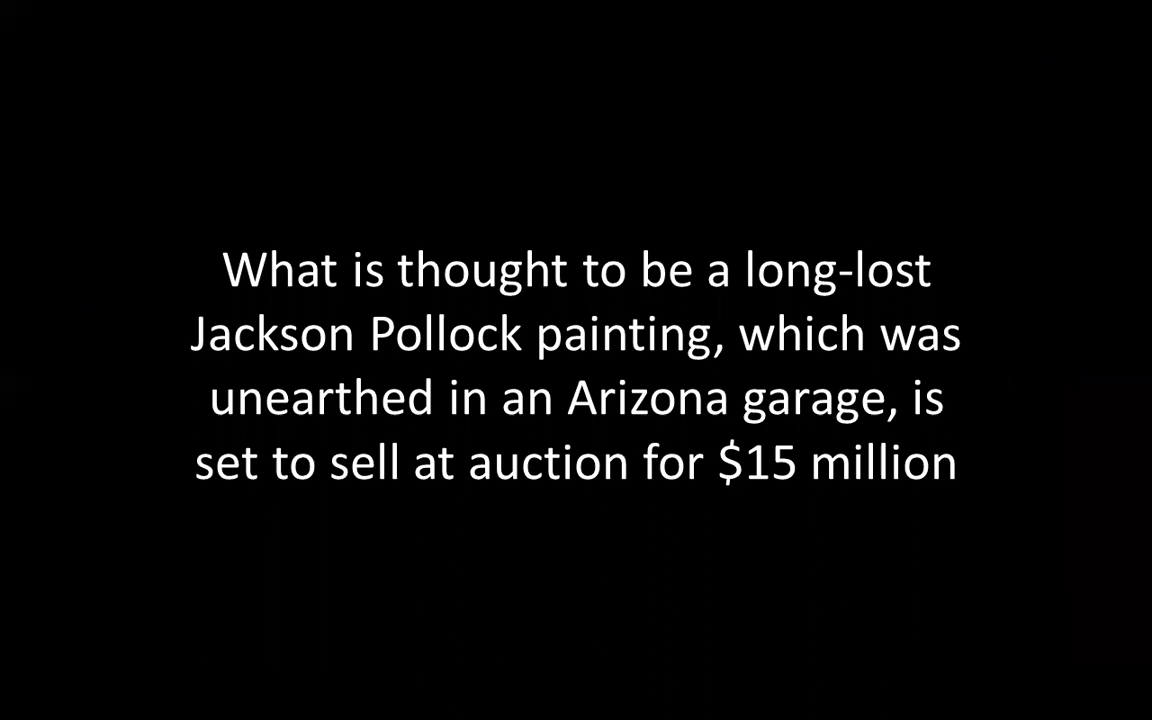 What is thought to be a long-lost
Jackson Pollock painting, which was
unearthed in an Arizona garage, is
set to sell at auction for $15 million